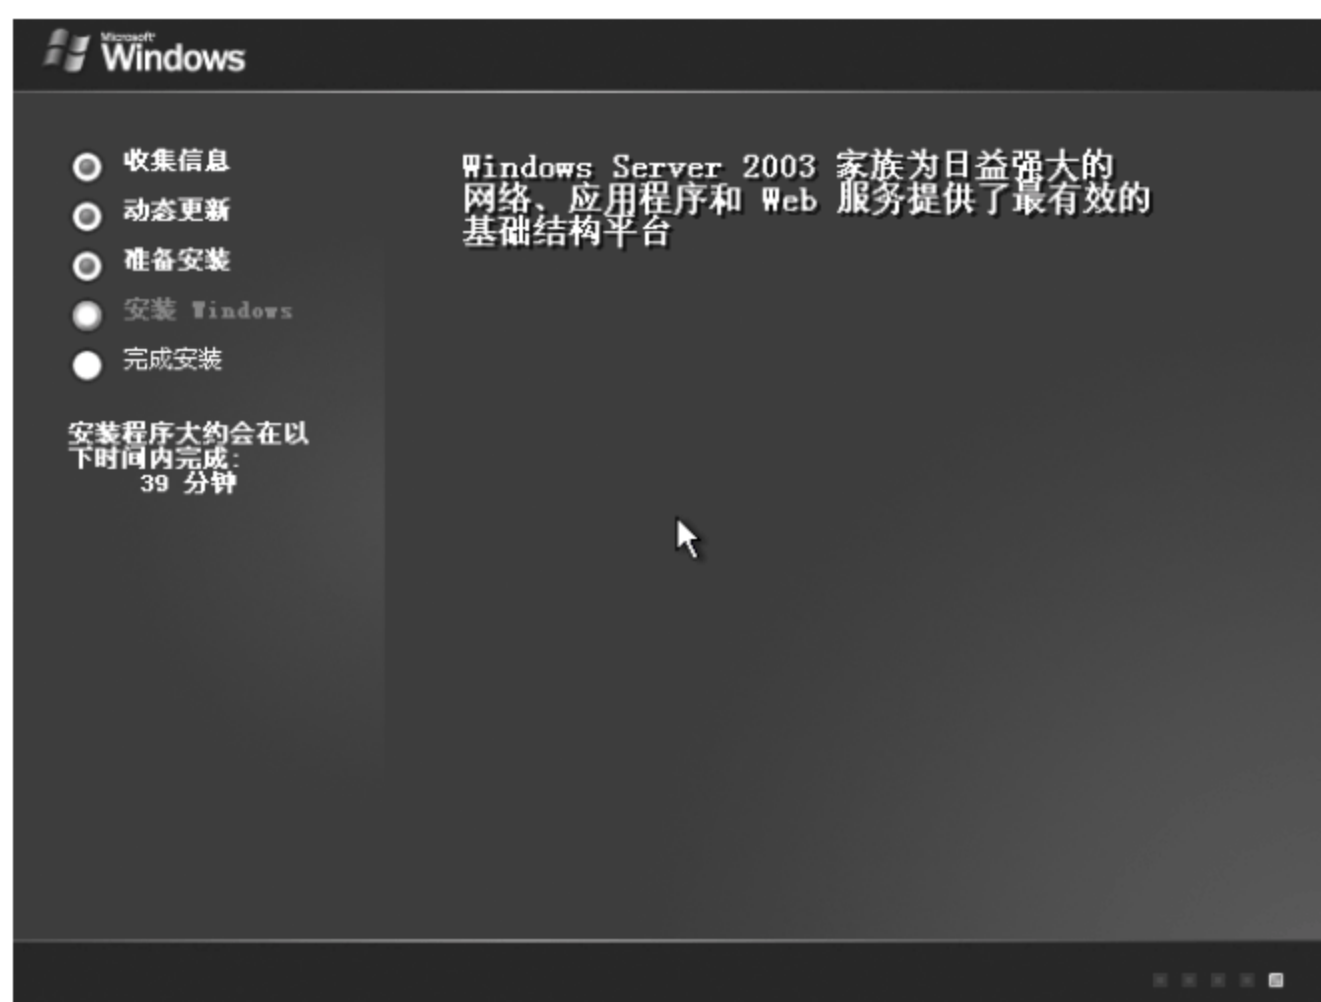 Microsoft
Windows
收集信息
动态更新
准备安装
安装 Windows
完成安装
安装程序大约会在以
下时间内完成:
39 分钟
Windows Server 2003 家族为日益强大的
网络、应用程序和 Web 服务提供了最有效的
基础结构平台